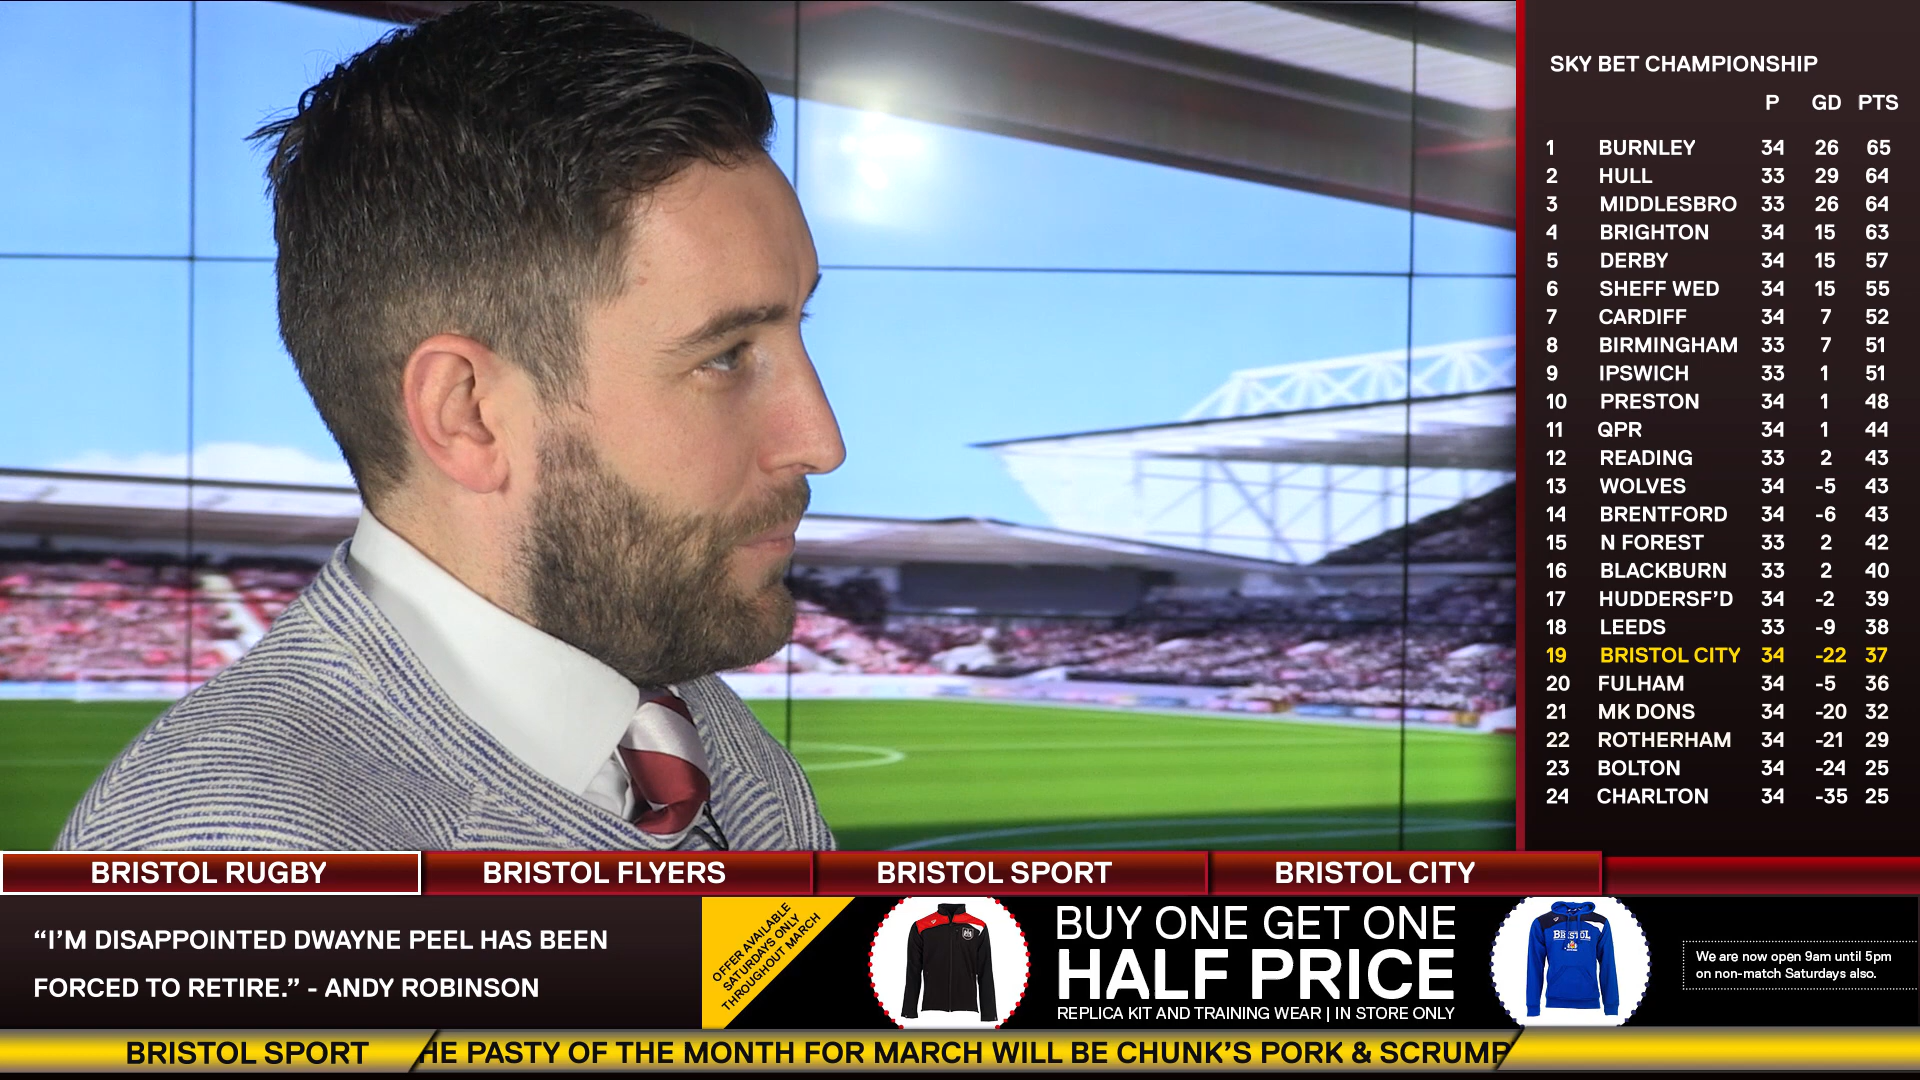 SKY BET CHAMPIONSHIP
P GD PTS
1 BURNLEY 34 26 65
2 HULL 33 29 64
3 MIDDLESBRO 33 26 64
4 BRIGHTON 34 15 63
5 DERBY 34 15 57
6 SHEFF WED 34 15 55
7 CARDIFF 34 7 52
8 BIRMINGHAM 33 7 51
9 IPSWICH 33 1 51
10 PRESTON 34 1 48
11 QPR 34 1 44
12 READING 33 2 43
13 WOLVES 34 -5 43
14 BRENTFORD 34 -6 43
15 N FOREST 33 2 42
16 BLACKBURN 33 2 40
17 HUDDERSF’D 34 -2 39
18 LEEDS 33 -9 38
19 BRISTOL CITY 34 -22 37
20 FULHAM 34 -5 36
21 MK DONS 34 -20 32
22 ROTHERHAM 34 -21 29
23 BOLTON 34 -24 25
24 CHARLTON 34 -35 25
BRISTOL RUGBY BRISTOL FLYERS BRISTOL SPORT BRISTOL CITY
“I’M DISAPPOINTED DWAYNE PEEL HAS BEEN
FORCED TO RETIRE.” - ANDY ROBINSON
OFFER AVAILABLE
SATURDAYS ONLY
THROUGHOUT MARCH
BUY ONE GET ONE
HALF PRICE
REPLICA KIT AND TRAINING WEAR | IN STORE ONLY
BRISTOL
We are now open 9am until 5pm
on non-match Saturdays also.
BRISTOL SPORT HE PASTY OF THE MONTH FOR MARCH WILL BE CHUNK’S PORK & SCRUMP